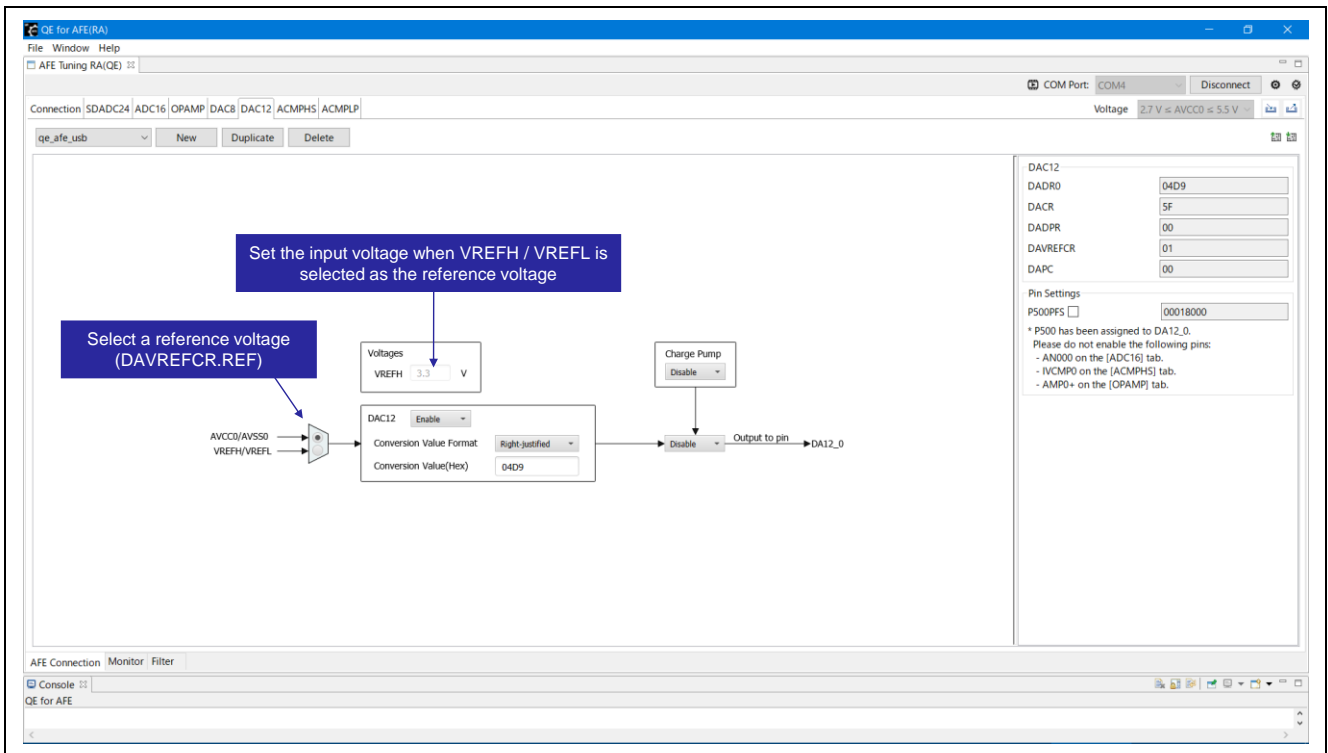 QE for AFE(RA)
File Window Help
AFE Tuning RA(QE)
COM Port: COM4 Disconnect
Connection SDADC24 ADC16 OPAMP DAC8 DAC12 ACMPHS ACMPLP
Voltage 2.7 V ≤ AVCC0 ≤ 5.5 V
qe_afe_usb New Duplicate Delete
Set the input voltage when VREFH / VREFL is
selected as the reference voltage
Select a reference voltage
(DAVREFCR.REF)
Voltages
VREFH 3.3 V
Charge Pump
Disable
DAC12 Enable
AVCC0/AVSS0
VREFH/VREFL
Conversion Value Format Right-justified
Conversion Value(Hex) 04D9
Disable Output to pin DA12_0
DAC12
DADR0 04D9
DACR 5F
DADPR 00
DAVREFCR 01
DAPC 00
Pin Settings
P500PFS 00018000
* P500 has been assigned to DA12_0.
Please do not enable the following pins:
- AN000 on the [ADC16] tab.
- IVCMP0 on the [ACMPHS] tab.
- AMP0+ on the [OPAMP] tab.
AFE Connection Monitor Filter
Console
QE for AFE